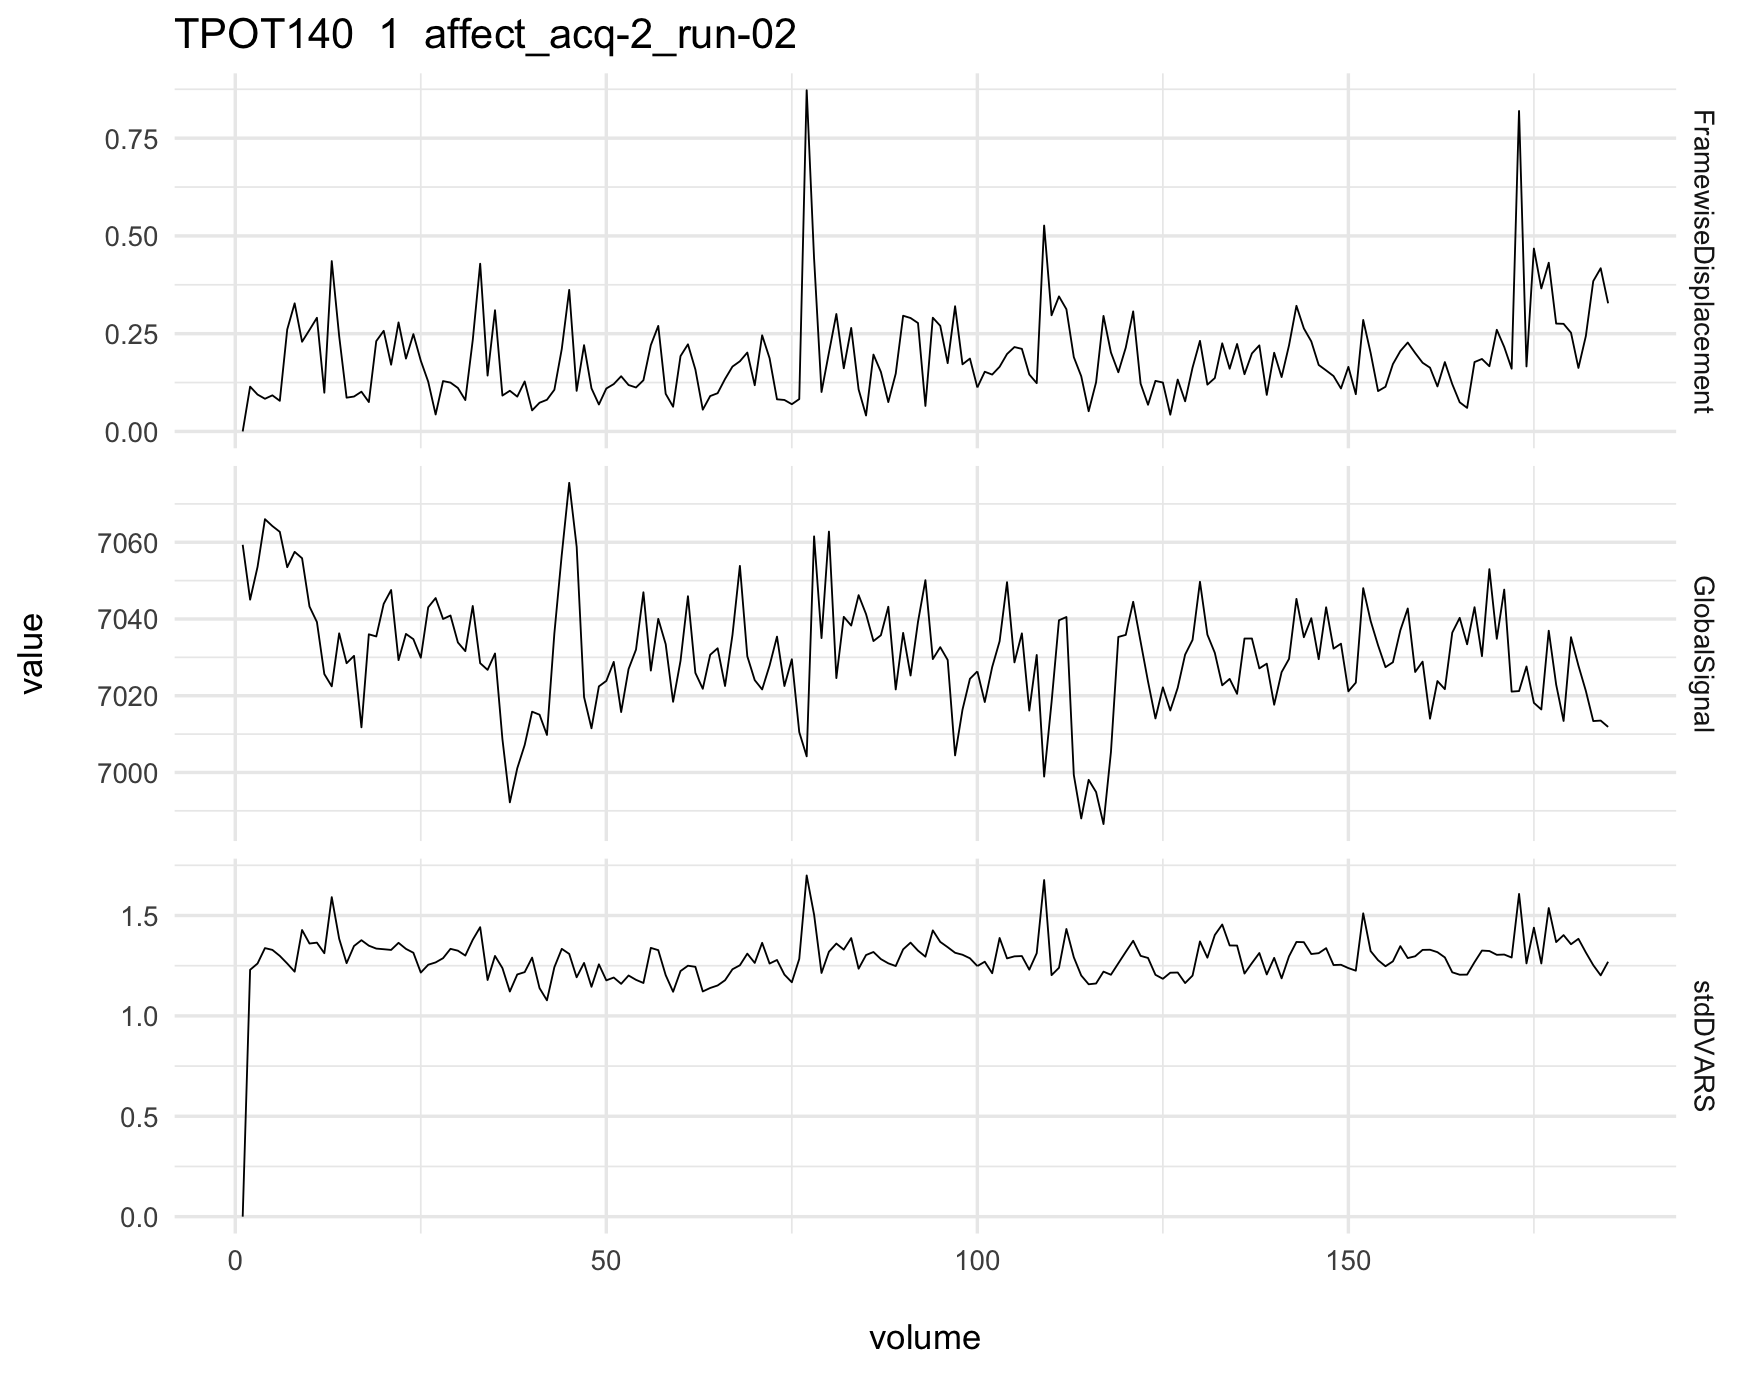 TPOT140 1 affect_acq-2_run-02
0.75
0.50
0.25
0.00
FramewiseDisplacement
7060
7040
7020
7000
GlobalSignal
1.5
1.0
0.5
0.0
stdDVARS
value
0 50 100 150
volume